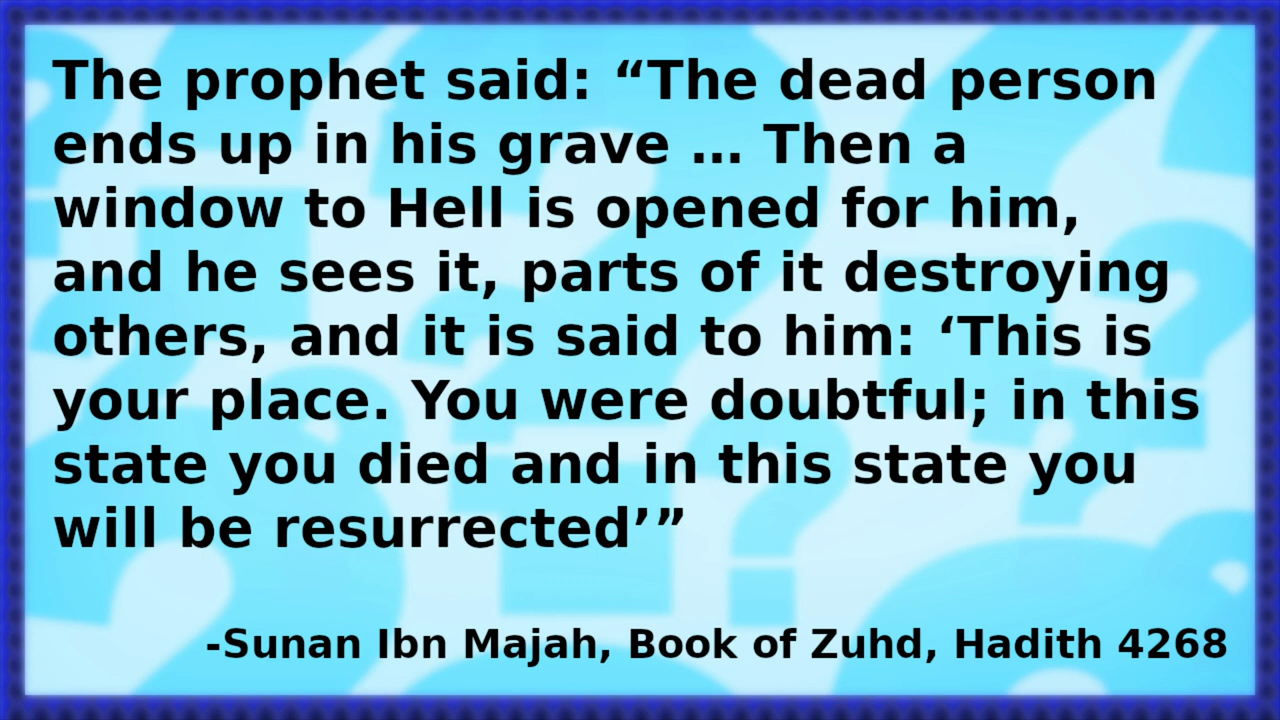 The prophet said: “The dead person
ends up in his grave ... Then a
window to Hell is opened for him,
and he sees it, parts of it destroying
others, and it is said to him: ‘This is
your place. You were doubtful; in this
state you died and in this state you
will be resurrected’”
-Sunan Ibn Majah, Book of Zuhd, Hadith 4268